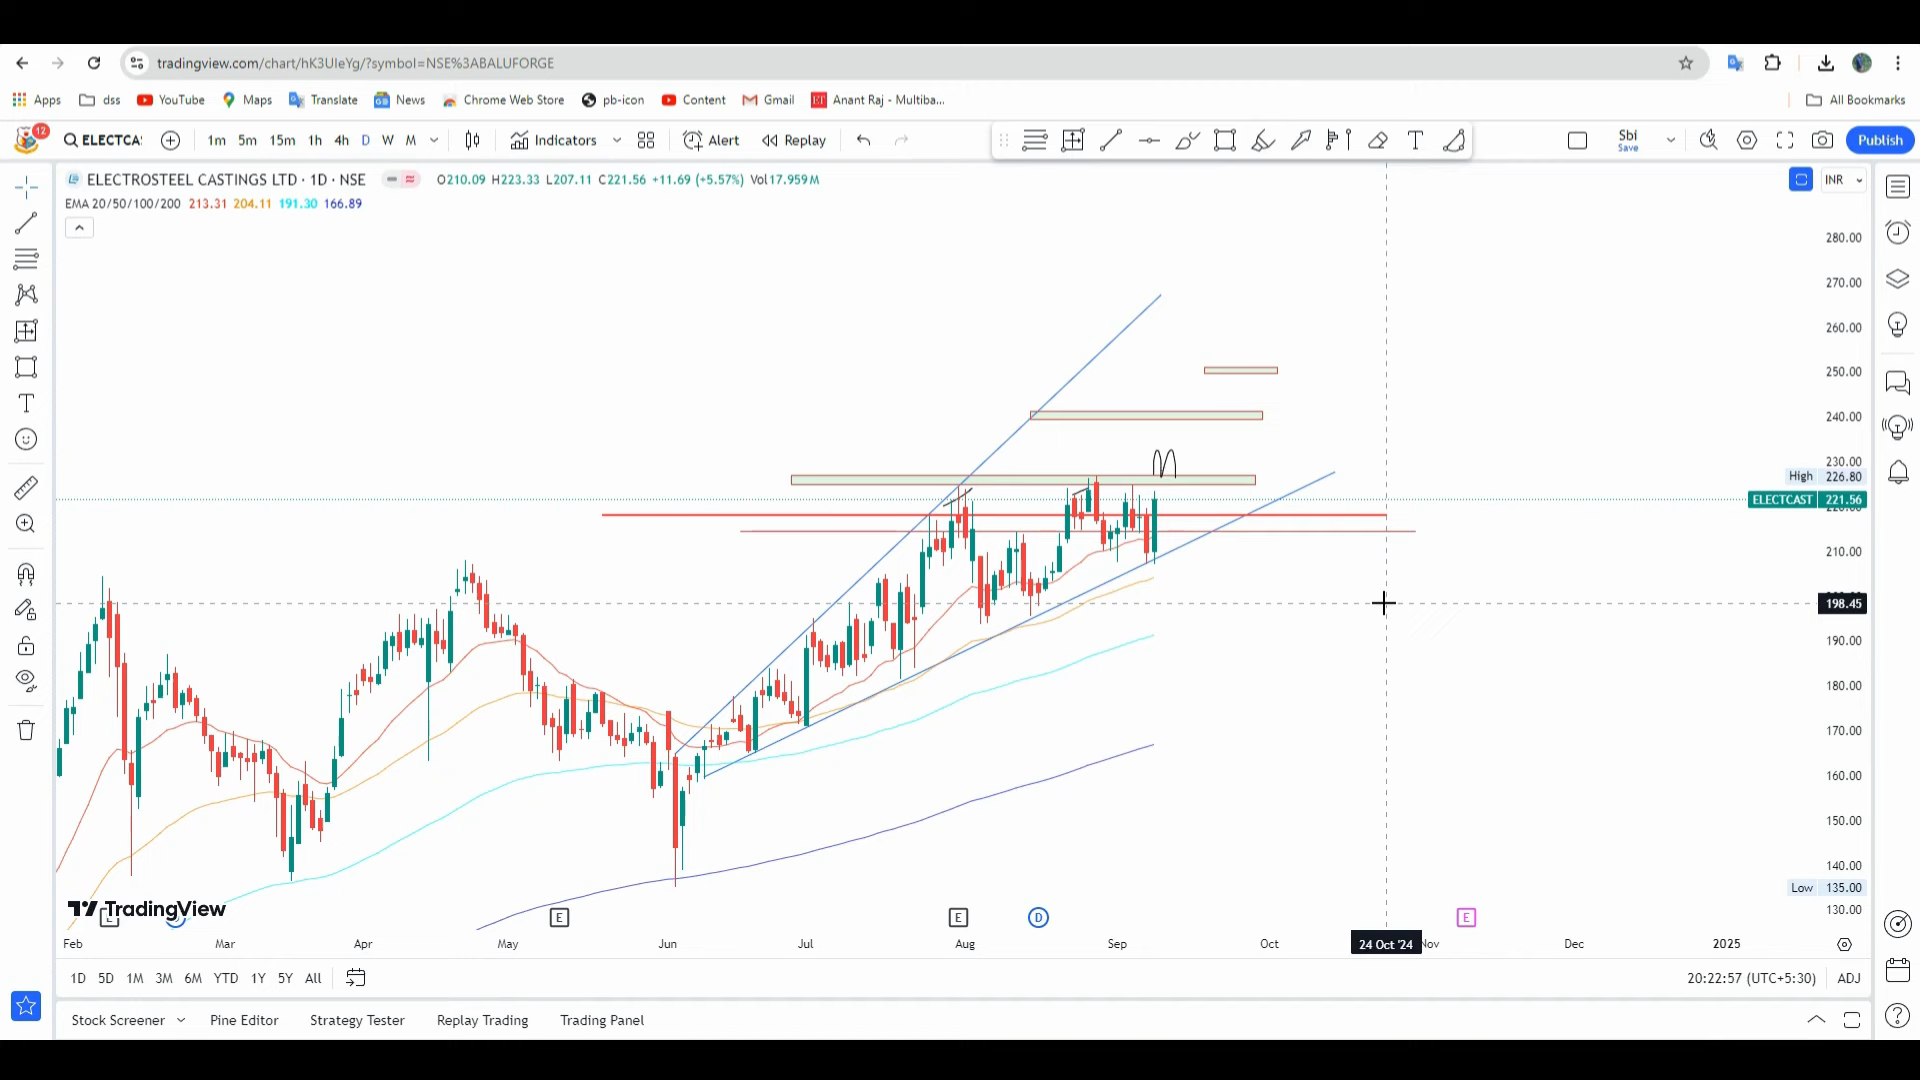 tradingview.com/chart/hK3UIeYg/?symbol=NSE%3ABALUFORGE
Apps dss YouTube Maps Translate News Chrome Web Store pb-icon Content Gmail Anant Raj - Multiba... All Bookmarks
12 ELECTCA 1m 5m 15m 1h 4h D W M Indicators Alert Replay Sbi Save Publish
ELECTROSTEEL CASTINGS LTD · 1D · NSE O210.09 H223.33 L207.11 C221.56 +11.69 (+5.57%) Vol17.959M INR
EMA 20/50/100/200 213.31 204.11 191.30 166.89
280.00
270.00
260.00
250.00
240.00
230.00
High 226.80
ELECTCAST 221.56
210.00
198.45
190.00
180.00
170.00
160.00
150.00
140.00
Low 135.00
130.00
TradingView
E E D E
Feb Mar Apr May Jun Jul Aug Sep Oct 24 Oct '24 Nov Dec 2025
1D 5D 1M 3M 6M YTD 1Y 5Y All 20:22:57 (UTC+5:30) ADJ
Stock Screener Pine Editor Strategy Tester Replay Trading Trading Panel